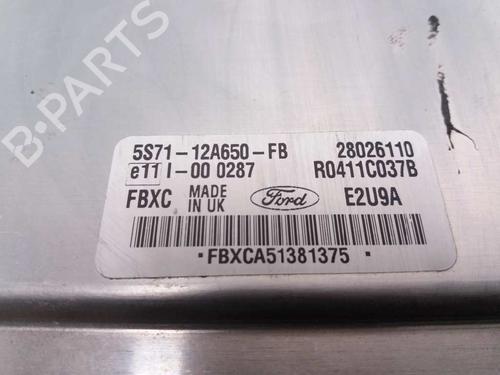 B-Parts
5S71-12A650-FB 28026110
e11 I-00 0287 R0411C037B
FBXC MADE IN UK Ford E2U9A
*FBXCA51381375*